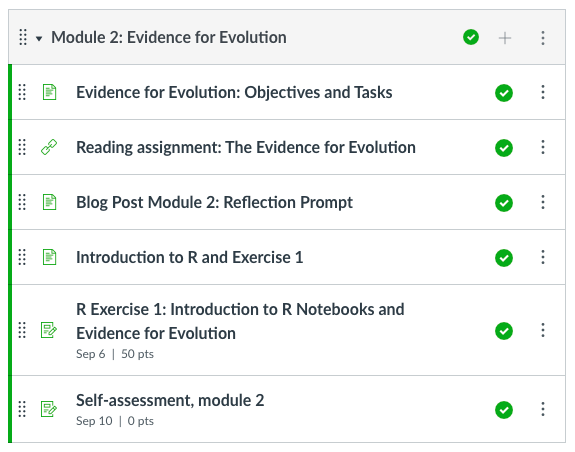 Module 2: Evidence for Evolution
Evidence for Evolution: Objectives and Tasks
Reading assignment: The Evidence for Evolution
Blog Post Module 2: Reflection Prompt
Introduction to R and Exercise 1
R Exercise 1: Introduction to R Notebooks and
Evidence for Evolution
Sep 6 | 50 pts
Self-assessment, module 2
Sep 10 | 0 pts